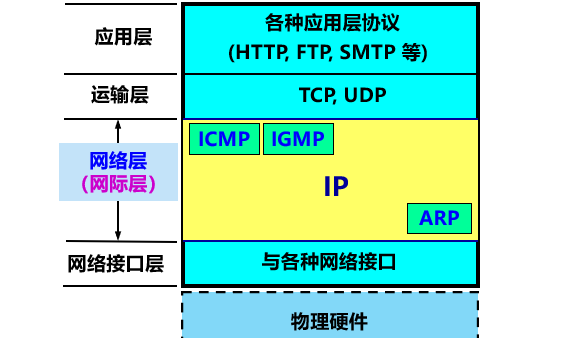 应用层
各种应用层协议
(HTTP, FTP, SMTP 等)
运输层
TCP, UDP
网络层
（网际层）
ICMP
IGMP
IP
ARP
网络接口层
与各种网络接口
物理硬件